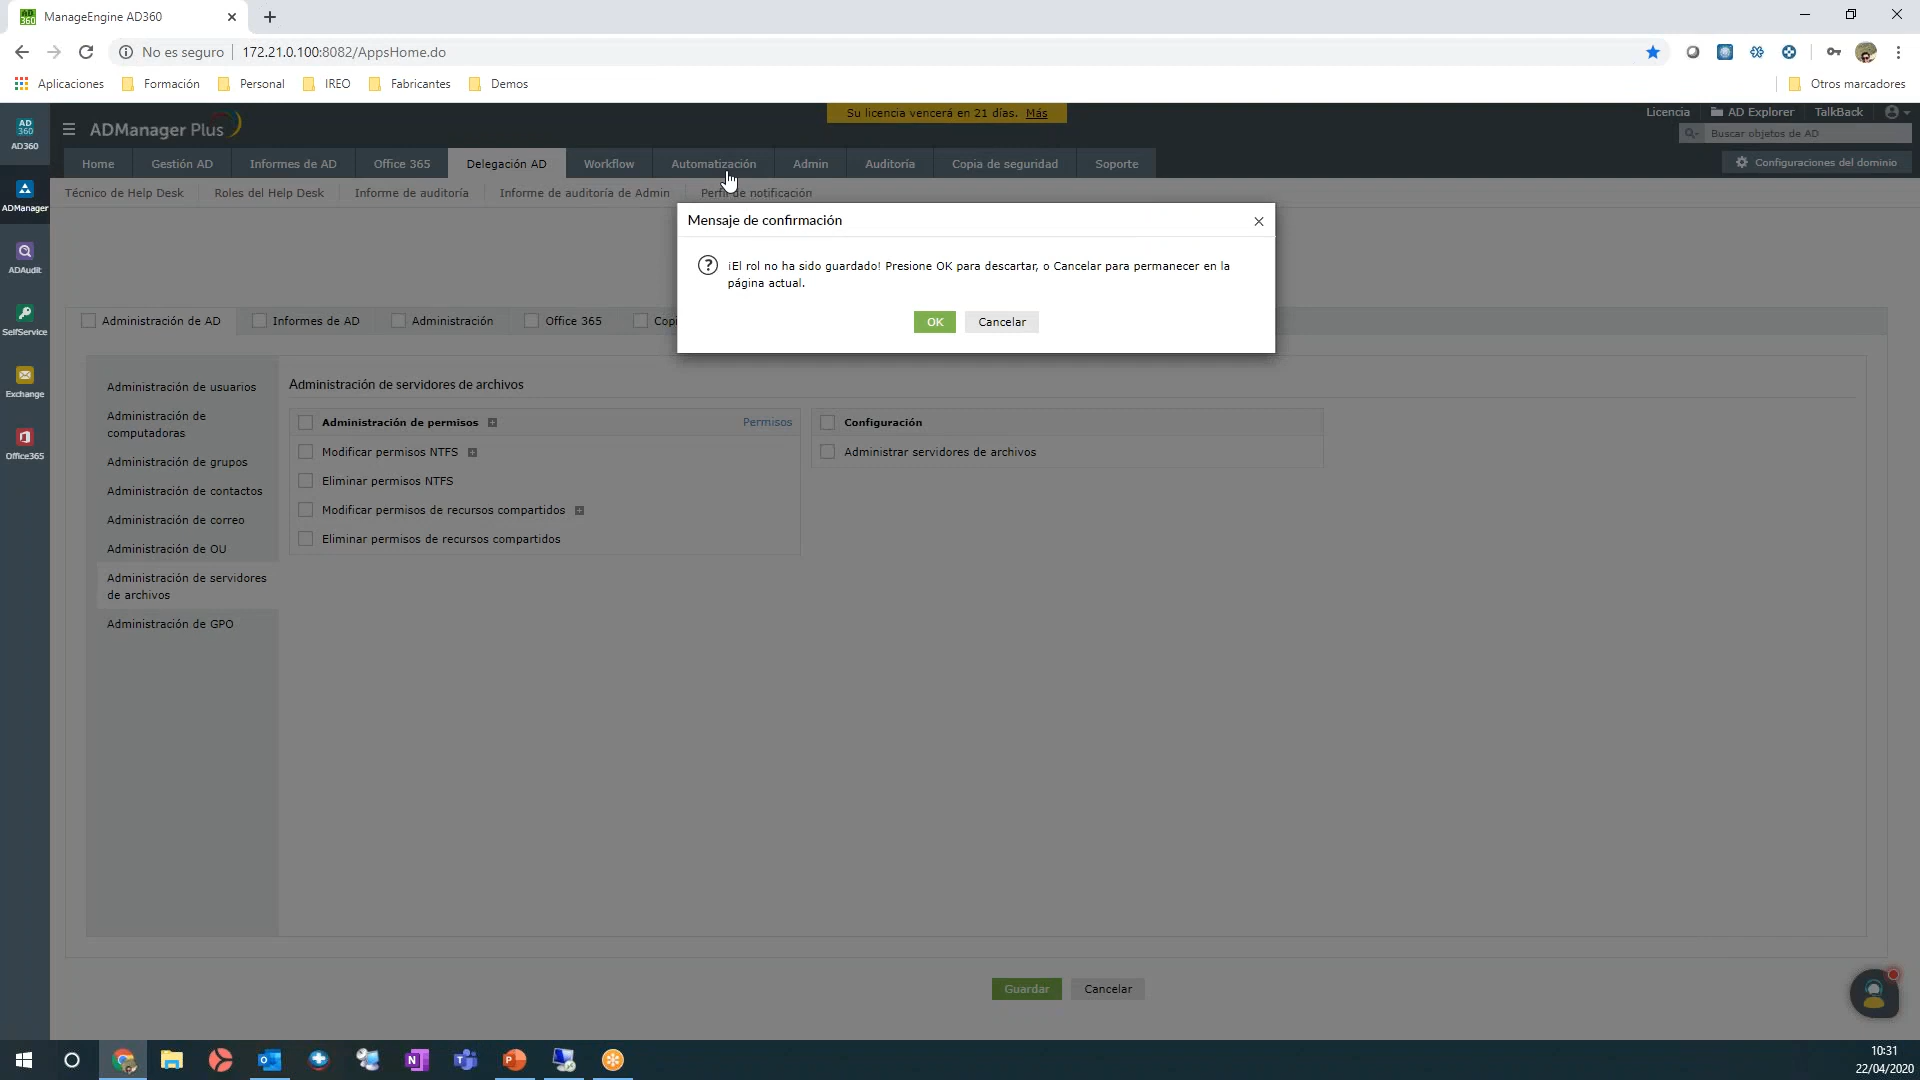 ManageEngine AD360
No es seguro
172.21.0.100:8082/AppsHome.do
Aplicaciones
Formación
Personal
IREO
Fabricantes
Demos
Otros marcadores
AD
360
AD360
ADManager Plus
Su licencia vencerá en 21 días. Más
Licencia
AD Explorer
TalkBack
Buscar objetos de AD
Home
Gestión AD
Informes de AD
Office 365
Delegación AD
Workflow
Automatización
Admin
Auditoría
Copia de seguridad
Soporte
Configuraciones del dominio
Técnico de Help Desk
Roles del Help Desk
Informe de auditoría
Informe de auditoría de Admin
Perfil de notificación
ADManager
ADAudit
SelfService
Exchange
Office365
Mensaje de confirmación
¡El rol no ha sido guardado! Presione OK para descartar, o Cancelar para permanecer en la
página actual.
OK
Cancelar
Administración de AD
Informes de AD
Administración
Office 365
Copi
Administración de usuarios
Administración de
computadoras
Administración de grupos
Administración de contactos
Administración de correo
Administración de OU
Administración de servidores
de archivos
Administración de GPO
Administración de servidores de archivos
Administración de permisos
Permisos
Modificar permisos NTFS
Eliminar permisos NTFS
Modificar permisos de recursos compartidos
Eliminar permisos de recursos compartidos
Configuración
Administrar servidores de archivos
Guardar
Cancelar
10:31
22/04/2020